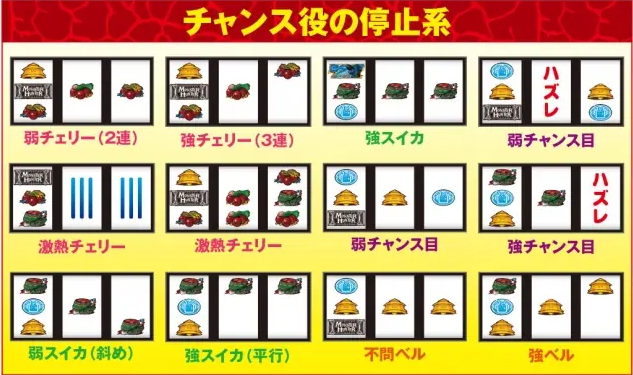 チャンス役の停止系
MONSTER HUNTER
MONSTER HUNTER
MONSTER HUNTER
ハズレ
弱チェリー(2連)
強チェリー(3連)
強スイカ
弱チャンス目
MONSTER HUNTER
MONSTER HUNTER
MONSTER HUNTER
ハズレ
激熱チェリー
激熱チェリー
弱チャンス目
強チャンス目
MONSTER HUNTER
弱スイカ(斜め)
強スイカ(平行)
不問ベル
強ベル